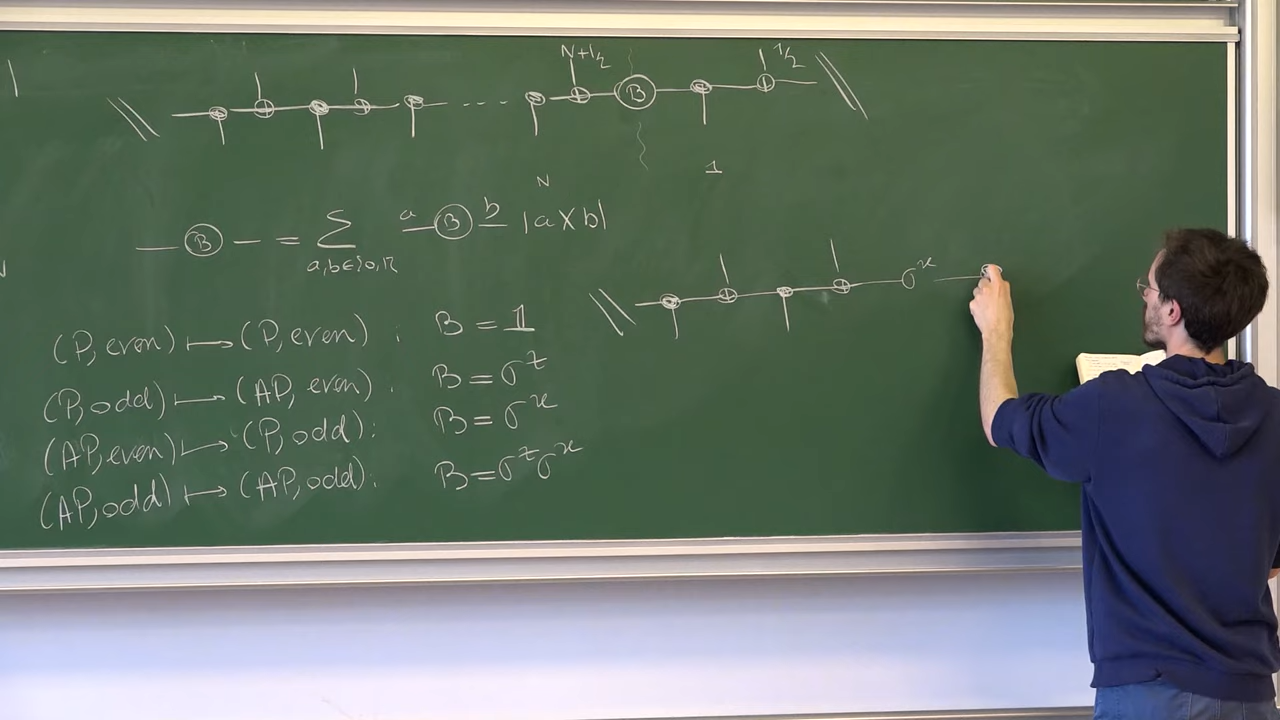 N+1/2 B 1/2
N 1
B = Σ a B b |a X b|
a,b∈{0,1}
σˣ
(P, even) ⟼ (P, even) : B = 𝟙
(P, odd) ⟼ (AP, even) : B = σᶻ
(AP, even) ⟼ (P, odd) : B = σˣ
(AP, odd) ⟼ (AP, odd) : B = σᶻσˣ